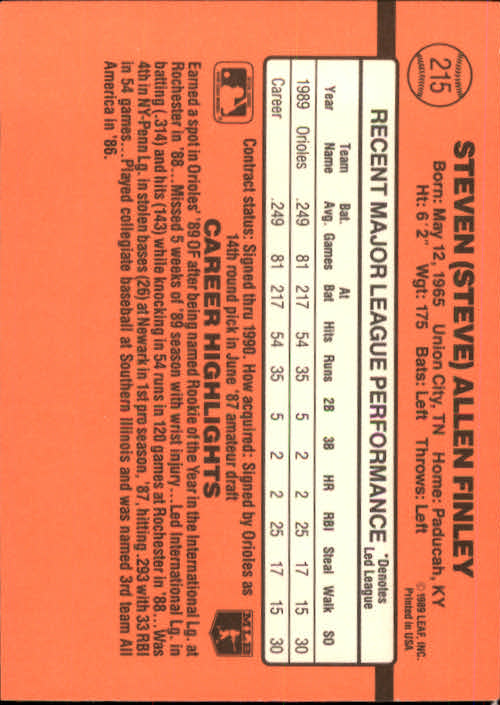 215
STEVEN (STEVE) ALLEN FINLEY
Born: May 12, 1965 Union City, TN Home: Paducah, KY
Ht: 6' 2" Wgt: 175 Bats: Left Throws: Left
© 1989 LEAF, INC.
Printed in USA
RECENT MAJOR LEAGUE PERFORMANCE
*Denotes
Led League
Team Bat. At
Year Name Avg. Games Bat Hits Runs 2B 3B HR RBI Steal Walk SO
1989 Orioles .249 81 217 54 35 5 2 2 25 17 15 30
Career .249 81 217 54 35 5 2 2 25 17 15 30
Contract status: Signed thru 1990. How acquired: Signed by Orioles as
14th round pick in June '87 amateur draft
MLB
CAREER HIGHLIGHTS
Earned a spot in Orioles' '89 OF after being named Rookie of the Year in the International Lg. at
Rochester in '88...Missed 5 weeks of '89 season with wrist injury...Led International Lg. in
batting (.314) and hits (143) while knocking in 54 runs in 120 games at Rochester in '88...Was
4th in NY-Penn Lg. in stolen bases (26) at Newark in 1st pro season, '87, hitting .293 with 33 RBI
in 54 games...Played collegiate baseball at Southern Illinois and was named 3rd team All
America in '86.